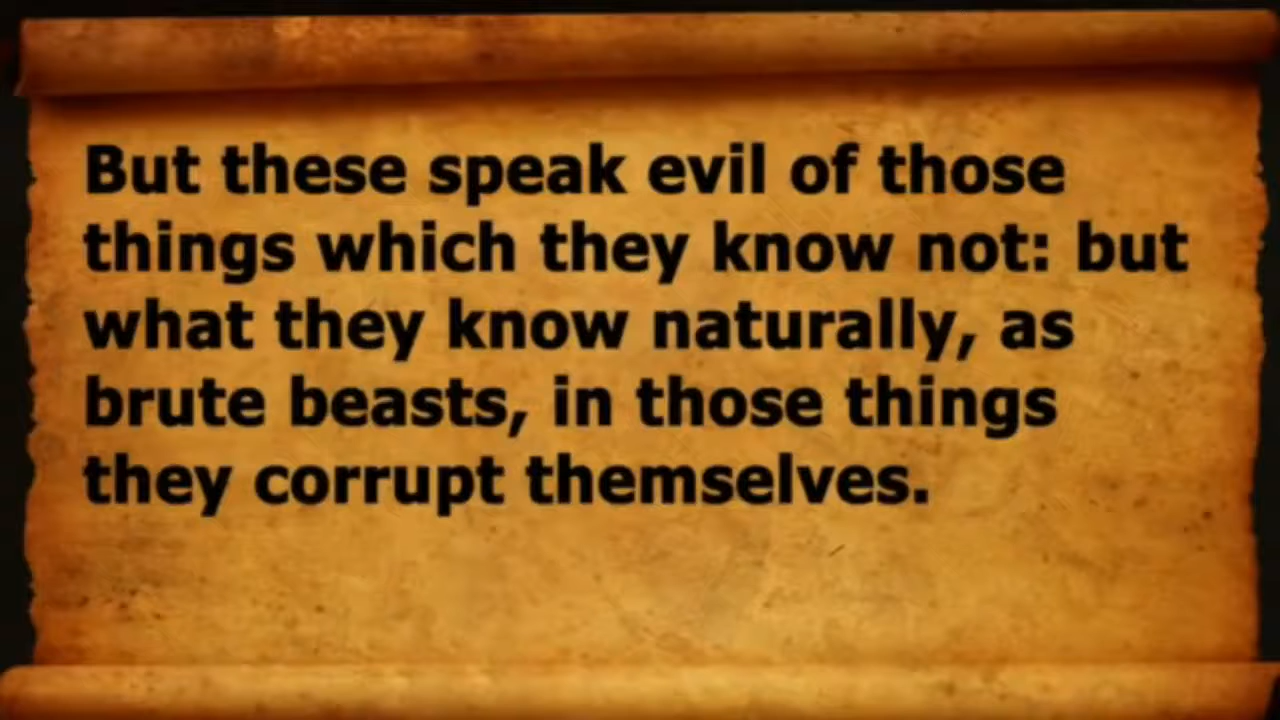 But these speak evil of those
things which they know not: but
what they know naturally, as
brute beasts, in those things
they corrupt themselves.